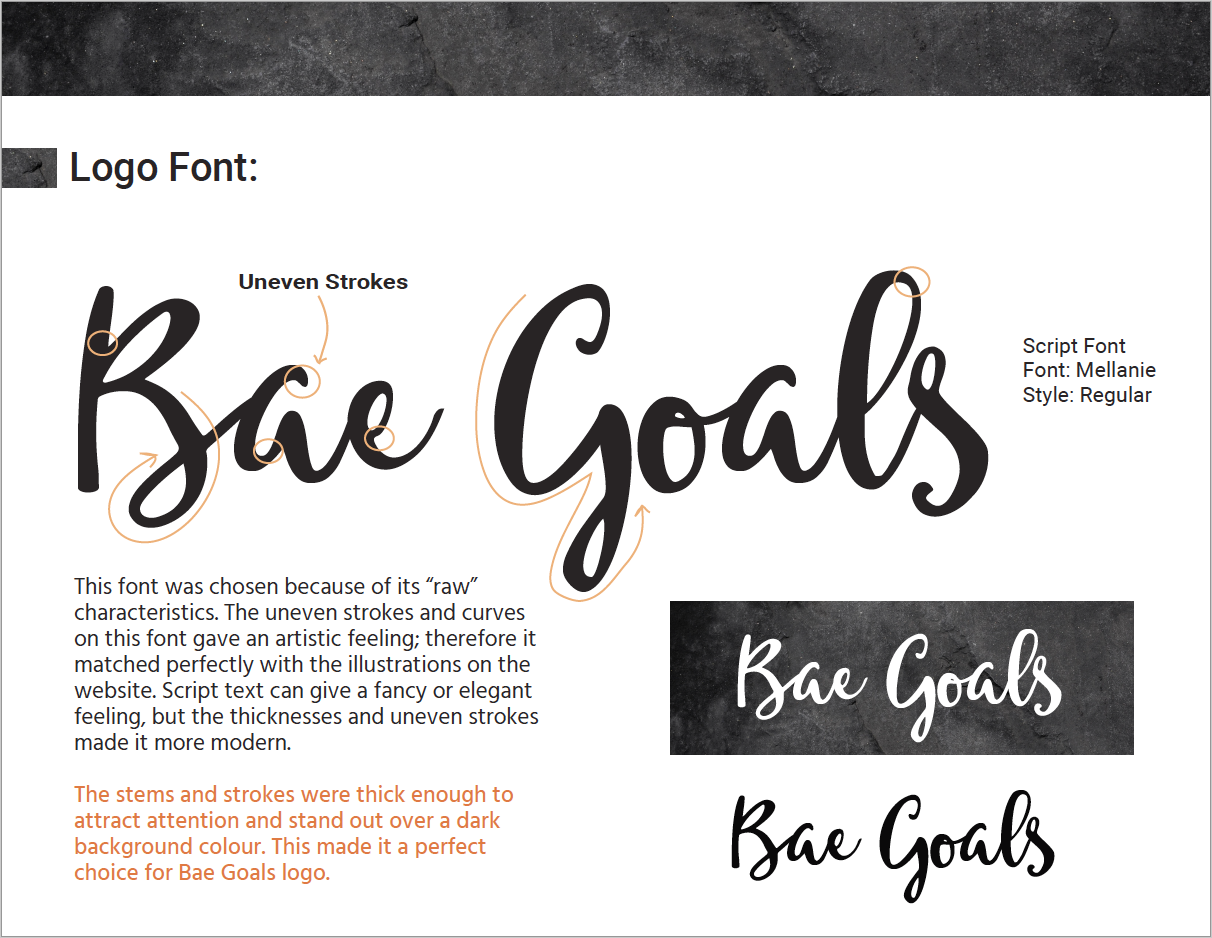 Logo Font:
Uneven Strokes
Bae Goals
Script Font
Font: Mellanie
Style: Regular
This font was chosen because of its “raw”
characteristics. The uneven strokes and curves
on this font gave an artistic feeling; therefore it
matched perfectly with the illustrations on the
website. Script text can give a fancy or elegant
feeling, but the thicknesses and uneven strokes
made it more modern.
The stems and strokes were thick enough to
attract attention and stand out over a dark
background colour. This made it a perfect
choice for Bae Goals logo.
Bae Goals
Bae Goals